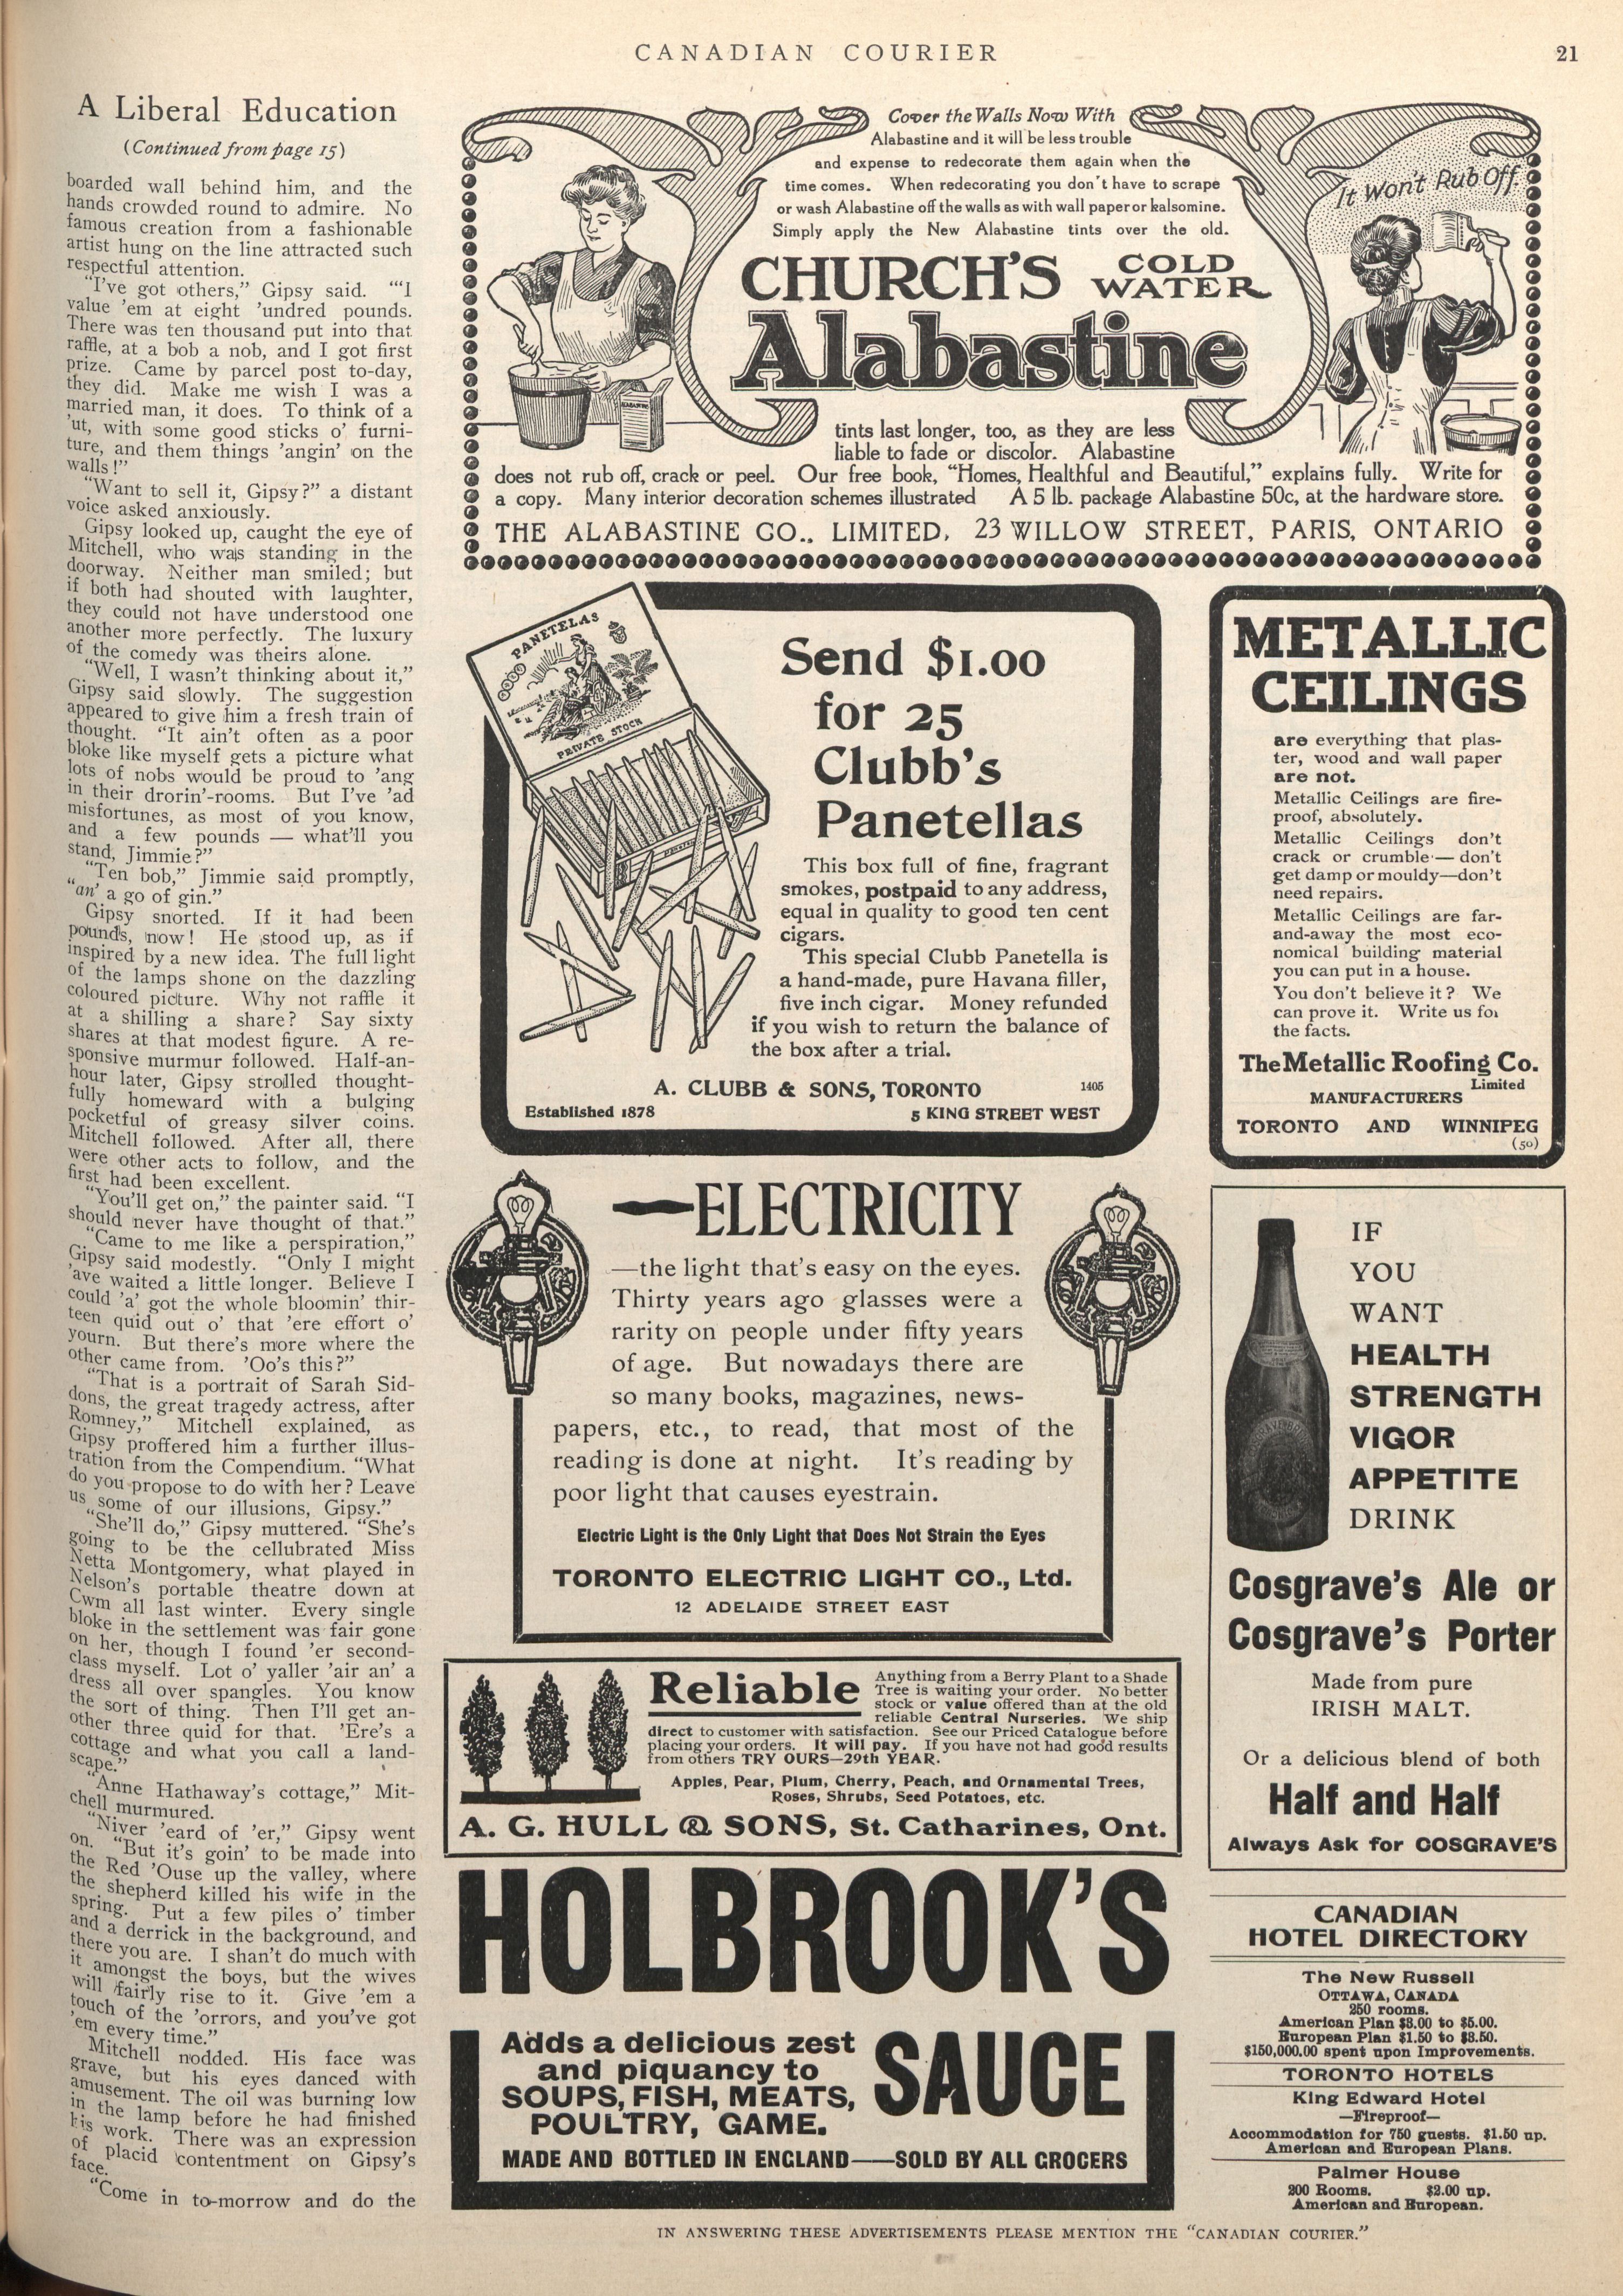 CANADIAN COURIER
21
A Liberal Education
(Continued from page 15)
boarded wall behind him, and the
hands crowded round to admire. No
famous creation from a fashionable
artist hung on the line attracted such
respectful attention.
“I've got others,” Gipsy said. “‘I
value 'em at eight 'undred pounds.
There was ten thousand put into that
raffle, at a bob a nob, and I got first
prize. Came by parcel post to-day,
they did. Make me wish I was a
married man, it does. To think of a
'ut, with some good sticks o' furni-
ture, and them things 'angin' on the
walls!”
“Want to sell it, Gipsy?” a distant
voice asked anxiously.
Gipsy looked up, caught the eye of
Mitchell, who was standing in the
doorway. Neither man smiled; but
if both had shouted with laughter,
they could not have understood one
another more perfectly. The luxury
of the comedy was theirs alone.
“Well, I wasn't thinking about it,”
Gipsy said slowly. The suggestion
appeared to give him a fresh train of
thought. “It ain't often as a poor
bloke like myself gets a picture what
lots of nobs would be proud to 'ang
in their drorin'-rooms. But I've 'ad
misfortunes, as most of you know,
and a few pounds — what'll you
stand, Jimmie?”
“Ten bob,” Jimmie said promptly,
“an' a go of gin.”
Gipsy snorted. If it had been
pounds, now! He stood up, as if
inspired by a new idea. The full light
of the lamps shone on the dazzling
coloured picture. Why not raffle it
at a shilling a share? Say sixty
shares at that modest figure. A re-
sponsive murmur followed. Half-an-
hour later, Gipsy strolled thought-
fully homeward with a bulging
pocketful of greasy silver coins.
Mitchell followed. After all, there
were other acts to follow, and the
first had been excellent.
“You'll get on,” the painter said. “I
should never have thought of that.”
“Came to me like a perspiration,”
Gipsy said modestly. “Only I might
'ave waited a little longer. Believe I
could 'a' got the whole bloomin' thir-
teen quid out o' that 'ere effort o'
yourn. But there's more where the
other came from. 'Oo's this?”
“That is a portrait of Sarah Sid-
dons, the great tragedy actress, after
Romney,” Mitchell explained, as
Gipsy proffered him a further illus-
tration from the Compendium. “What
do you propose to do with her? Leave
us some of our illusions, Gipsy.”
“She'll do,” Gipsy muttered. “She's
going to be the cellubrated Miss
Netta Montgomery, what played in
Nelson's portable theatre down at
Cwm all last winter. Every single
bloke in the settlement was fair gone
on her, though I found 'er second-
class myself. Lot o' yaller 'air an' a
dress all over spangles. You know
the sort of thing. Then I'll get an-
other three quid for that. 'Ere's a
cottage and what you call a land-
scape.”
“Anne Hathaway's cottage,” Mit-
chell murmured.
“Niver 'eard of 'er,” Gipsy went
on. “But it's goin' to be made into
the Red 'Ouse up the valley, where
the shepherd killed his wife in the
spring. Put a few piles o' timber
and a derrick in the background, and
there you are. I shan't do much with
it amongst the boys, but the wives
will fairly rise to it. Give 'em a
touch of the 'orrors, and you've got
'em every time.”
Mitchell nodded. His face was
grave, but his eyes danced with
amusement. The oil was burning low
in the lamp before he had finished
his work. There was an expression
of placid contentment on Gipsy's
face.
“Come in to-morrow and do the
Cover the Walls Now With
Alabastine and it will be less trouble
and expense to redecorate them again when the
time comes. When redecorating you don't have to scrape
or wash Alabastine off the walls as with wall paper or kalsomine.
Simply apply the New Alabastine tints over the old.
It Won't Rub Off.
CHURCH'S COLD WATER
Alabastine
tints last longer, too, as they are less
liable to fade or discolor. Alabastine
does not rub off, crack or peel. Our free book, “Homes, Healthful and Beautiful,” explains fully. Write for
a copy. Many interior decoration schemes illustrated A 5 lb. package Alabastine 50c, at the hardware store.
THE ALABASTINE CO., LIMITED, 23 WILLOW STREET, PARIS, ONTARIO
PANETELAS
PRIVATE STOCK
Send $1.00
for 25
Clubb's
Panetellas
This box full of fine, fragrant
smokes, postpaid to any address,
equal in quality to good ten cent
cigars.
This special Clubb Panetella is
a hand-made, pure Havana filler,
five inch cigar. Money refunded
if you wish to return the balance of
the box after a trial.
A. CLUBB & SONS, TORONTO 1405
Established 1878 5 KING STREET WEST
METALLIC
CEILINGS
are everything that plas-
ter, wood and wall paper
are not.
Metallic Ceilings are fire-
proof, absolutely.
Metallic Ceilings don't
crack or crumble — don't
get damp or mouldy—don't
need repairs.
Metallic Ceilings are far-
and-away the most eco-
nomical building material
you can put in a house.
You don't believe it? We
can prove it. Write us for
the facts.
The Metallic Roofing Co.
Limited
MANUFACTURERS
TORONTO AND WINNIPEG
(50)
—ELECTRICITY
—the light that's easy on the eyes.
Thirty years ago glasses were a
rarity on people under fifty years
of age. But nowadays there are
so many books, magazines, news-
papers, etc., to read, that most of the
reading is done at night. It's reading by
poor light that causes eyestrain.
Electric Light is the Only Light that Does Not Strain the Eyes
TORONTO ELECTRIC LIGHT CO., Ltd.
12 ADELAIDE STREET EAST
IF
YOU
WANT
HEALTH
STRENGTH
VIGOR
APPETITE
DRINK
Cosgrave's Ale or
Cosgrave's Porter
Made from pure
IRISH MALT.
Or a delicious blend of both
Half and Half
Always Ask for COSGRAVE'S
Reliable
Anything from a Berry Plant to a Shade
Tree is waiting your order. No better
stock or value offered than at the old
reliable Central Nurseries. We ship
direct to customer with satisfaction. See our Priced Catalogue before
placing your orders. It will pay. If you have not had good results
from others TRY OURS—29th YEAR.
Apples, Pear, Plum, Cherry, Peach, and Ornamental Trees,
Roses, Shrubs, Seed Potatoes, etc.
A. G. HULL & SONS, St. Catharines, Ont.
HOLBROOK'S
Adds a delicious zest
and piquancy to
SOUPS, FISH, MEATS,
POULTRY, GAME.
SAUCE
MADE AND BOTTLED IN ENGLAND—SOLD BY ALL GROCERS
CANADIAN
HOTEL DIRECTORY
The New Russell
OTTAWA, CANADA
250 rooms.
American Plan $3.00 to $5.00.
European Plan $1.50 to $3.50.
$150,000.00 spent upon Improvements.
TORONTO HOTELS
King Edward Hotel
—Fireproof—
Accommodation for 750 guests. $1.50 up.
American and European Plans.
Palmer House
200 Rooms. $2.00 up.
American and European.
IN ANSWERING THESE ADVERTISEMENTS PLEASE MENTION THE “CANADIAN COURIER.”